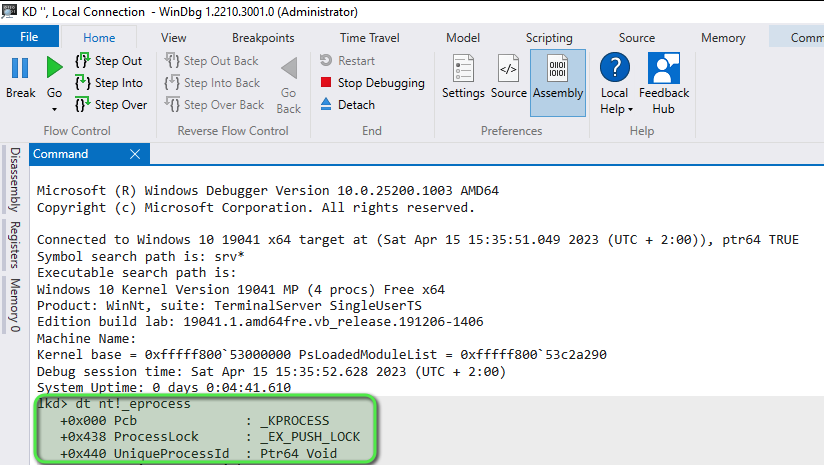 KD '', Local Connection - WinDbg 1.2210.3001.0 (Administrator)
File Home View Breakpoints Time Travel Model Scripting Source Memory Comm
Break
Go
Step Out
Step Into
Step Over
Flow Control
Step Out Back
Step Into Back
Step Over Back
Go
Back
Reverse Flow Control
Restart
Stop Debugging
Detach
End
Settings
Source
Assembly
Preferences
Local
Help
Feedback
Hub
Help
Disassembly
Registers
Memory 0
Command
Microsoft (R) Windows Debugger Version 10.0.25200.1003 AMD64
Copyright (c) Microsoft Corporation. All rights reserved.
Connected to Windows 10 19041 x64 target at (Sat Apr 15 15:35:51.049 2023 (UTC + 2:00)), ptr64 TRUE
Symbol search path is: srv*
Executable search path is:
Windows 10 Kernel Version 19041 MP (4 procs) Free x64
Product: WinNt, suite: TerminalServer SingleUserTS
Edition build lab: 19041.1.amd64fre.vb_release.191206-1406
Machine Name:
Kernel base = 0xfffff800`53000000 PsLoadedModuleList = 0xfffff800`53c2a290
Debug session time: Sat Apr 15 15:35:52.628 2023 (UTC + 2:00)
System Uptime: 0 days 0:04:41.610
lkd> dt nt!_eprocess
+0x000 Pcb : _KPROCESS
+0x438 ProcessLock : _EX_PUSH_LOCK
+0x440 UniqueProcessId : Ptr64 Void